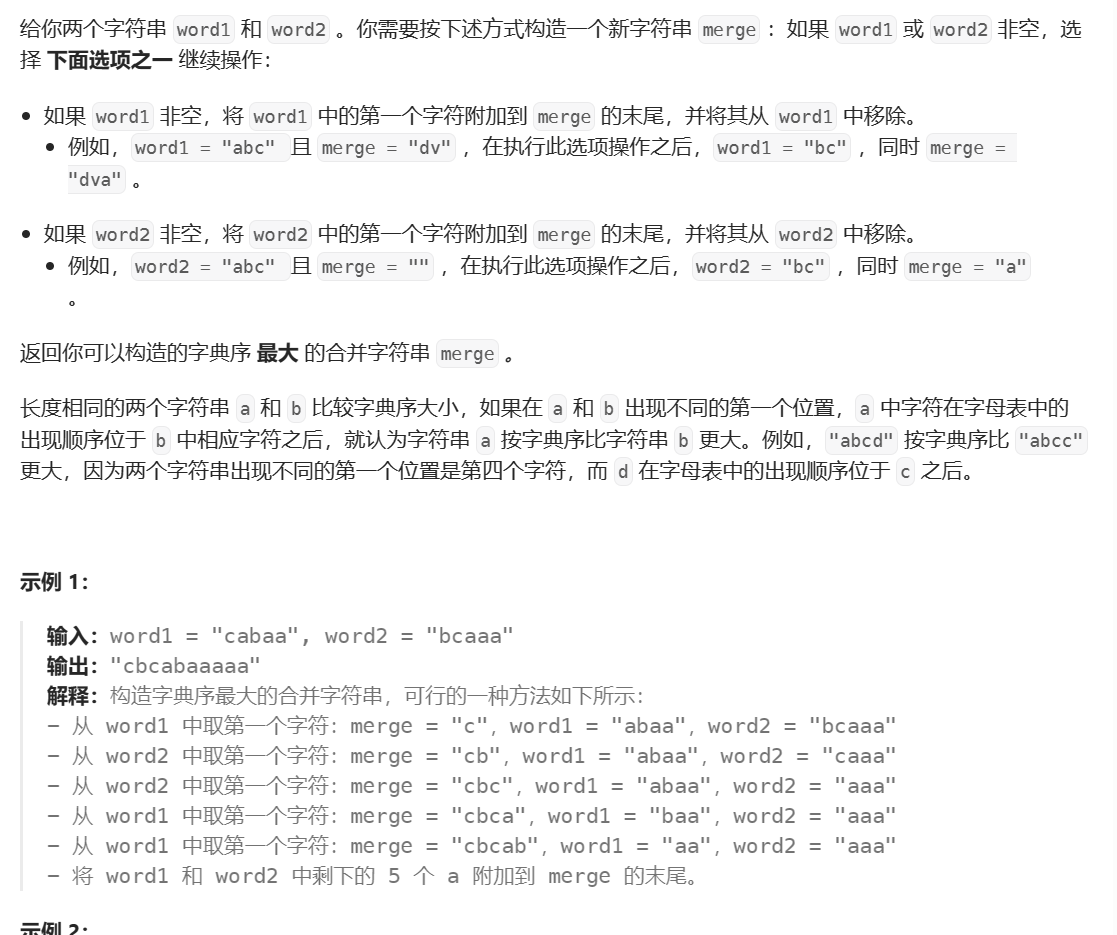 给你两个字符串 word1 和 word2 。你需要按下述方式构造一个新字符串 merge ：如果 word1 或 word2 非空，选
择 下面选项之一 继续操作：
• 如果 word1 非空，将 word1 中的第一个字符附加到 merge 的末尾，并将其从 word1 中移除。
• 例如，word1 = "abc" 且 merge = "dv" ，在执行此选项操作之后，word1 = "bc" ，同时 merge =
"dva" 。
• 如果 word2 非空，将 word2 中的第一个字符附加到 merge 的末尾，并将其从 word2 中移除。
• 例如，word2 = "abc" 且 merge = "" ，在执行此选项操作之后，word2 = "bc" ，同时 merge = "a"
。
返回你可以构造的字典序 最大 的合并字符串 merge 。
长度相同的两个字符串 a 和 b 比较字典序大小，如果在 a 和 b 出现不同的第一个位置，a 中字符在字母表中的
出现顺序位于 b 中相应字符之后，就认为字符串 a 按字典序比字符串 b 更大。例如，"abcd" 按字典序比 "abcc"
更大，因为两个字符串出现不同的第一个位置是第四个字符，而 d 在字母表中的出现顺序位于 c 之后。
示例 1：
输入：word1 = "cabaa", word2 = "bcaaa"
输出："cbcabaaaaa"
解释：构造字典序最大的合并字符串，可行的一种方法如下所示：
- 从 word1 中取第一个字符：merge = "c"，word1 = "abaa"，word2 = "bcaaa"
- 从 word2 中取第一个字符：merge = "cb"，word1 = "abaa"，word2 = "caaa"
- 从 word2 中取第一个字符：merge = "cbc"，word1 = "abaa"，word2 = "aaa"
- 从 word1 中取第一个字符：merge = "cbca"，word1 = "baa"，word2 = "aaa"
- 从 word1 中取第一个字符：merge = "cbcab"，word1 = "aa"，word2 = "aaa"
- 将 word1 和 word2 中剩下的 5 个 a 附加到 merge 的末尾。
示例 2：